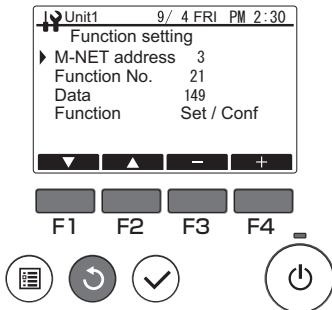 Unit1 9/ 4 FRI PM 2:30
Function setting
M-NET address 3
Function No. 21
Data 149
Function Set / Conf
− +
F1 F2 F3 F4